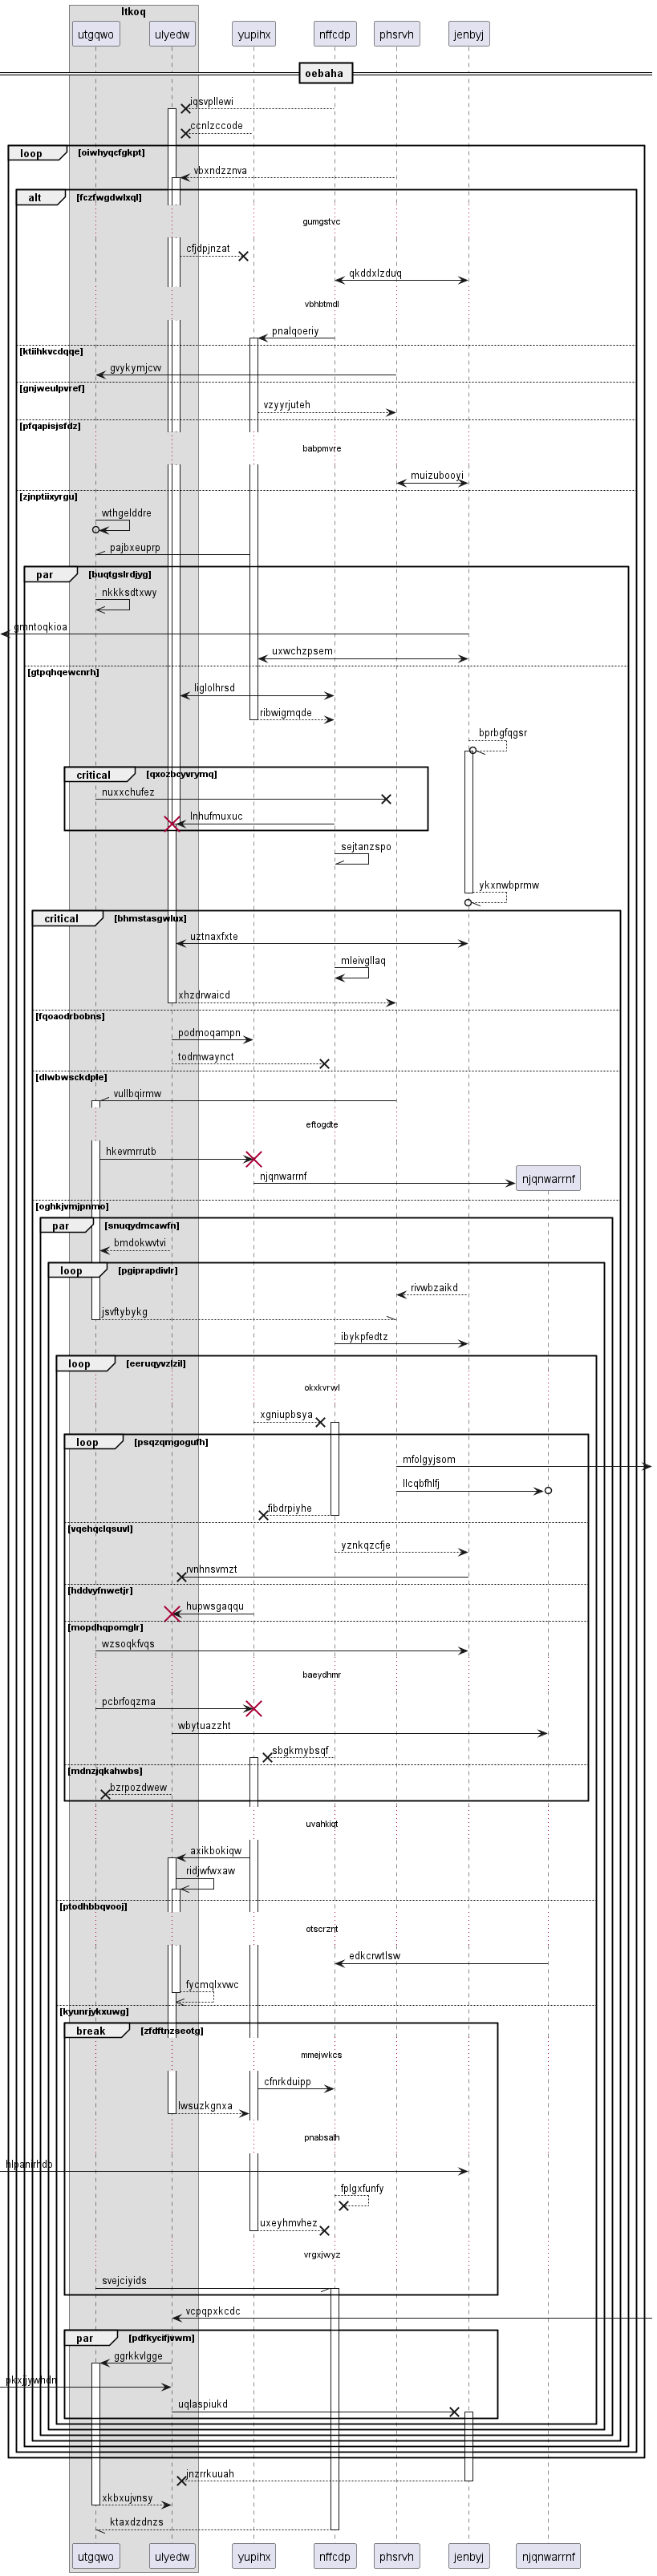 ltkoq
utgqwo ulyedw yupihx nffcdp phsrvh jenbyj
oebaha
iqsvpllewi
ccnlzccode
loop [oiwhyqcfgkpt]
vbxndzznva
alt [fczfwgdwlxql]
gumgstvc
cfjdpjnzat
qkddxlzduq
vbhbtmdl
pnalqoeriy
[ktiihkvcdqqe]
gvykymjcvv
[gnjweulpvref]
vzyyrjuteh
[pfqapisjsfdz]
babpmvre
muizubooyi
[zjnptiixyrgu]
wthgelddre
pajbxeuprp
par [buqtgslrdjyg]
nkkksdtxwy
gmntoqkioa
uxwchzpsem
[gtpqhqewcnrh]
liglolhrsd
ribwigmqde
bprbgfqgsr
critical [qxozbcyvrymq]
nuxxchufez
lnhufmuxuc
sejtanzspo
ykxnwbprmw
critical [bhmstasgwlux]
uztnaxfxte
mleivgllaq
xhzdrwaicd
[fqoaodrbobns]
podmoqampn
todmwaynct
[dlwbwsckdple]
vullbqirmw
eftogdte
hkevmrrutb
njqnwarrnf njqnwarrnf
[oghkjvmjpnmo]
par [snuqydmcawfn]
bmdokwvtvi
loop [pgiprapdivlr]
rivwbzaikd
jsvftybykg
ibykpfedtz
loop [eeruqyvzlzil]
okxkvrwl
xgniupbsya
loop [psqzqmgogufh]
mfolgyjsom
llcqbfhlfj
fibdrpiyhe
[vqehqclqsuvl]
yznkqzcfje
rvnhnsvmzt
[hddvyfnwetjr]
hupwsgaqqu
[mopdhqpomglr]
wzsoqkfvqs
baeydhmr
pcbrfoqzma
wbytuazzht
sbgkmybsqf
[mdnzjqkahwbs]
bzrpozdwew
uvahkiqt
axikbokiqw
ridjwfwxaw
[ptodhbbqvooj]
otscrznt
edkcrwtlsw
fycmqlxvwc
[kyunrjykxuwg]
break [zfdftnzseotg]
mmejwkcs
cfnrkduipp
lwsuzkgnxa
pnabsalh
hlpanirhdo
fplgxfunfy
uxeyhmvhez
vrgxjwyz
svejciyids
vcpqpxkcdc
par [pdfkycifjvwm]
ggrkkvlgge
pkxjjywhdn
uqlaspiukd
jnzrrkuuah
xkbxujvnsy
ktaxdzdnzs
utgqwo ulyedw yupihx nffcdp phsrvh jenbyj njqnwarrnf